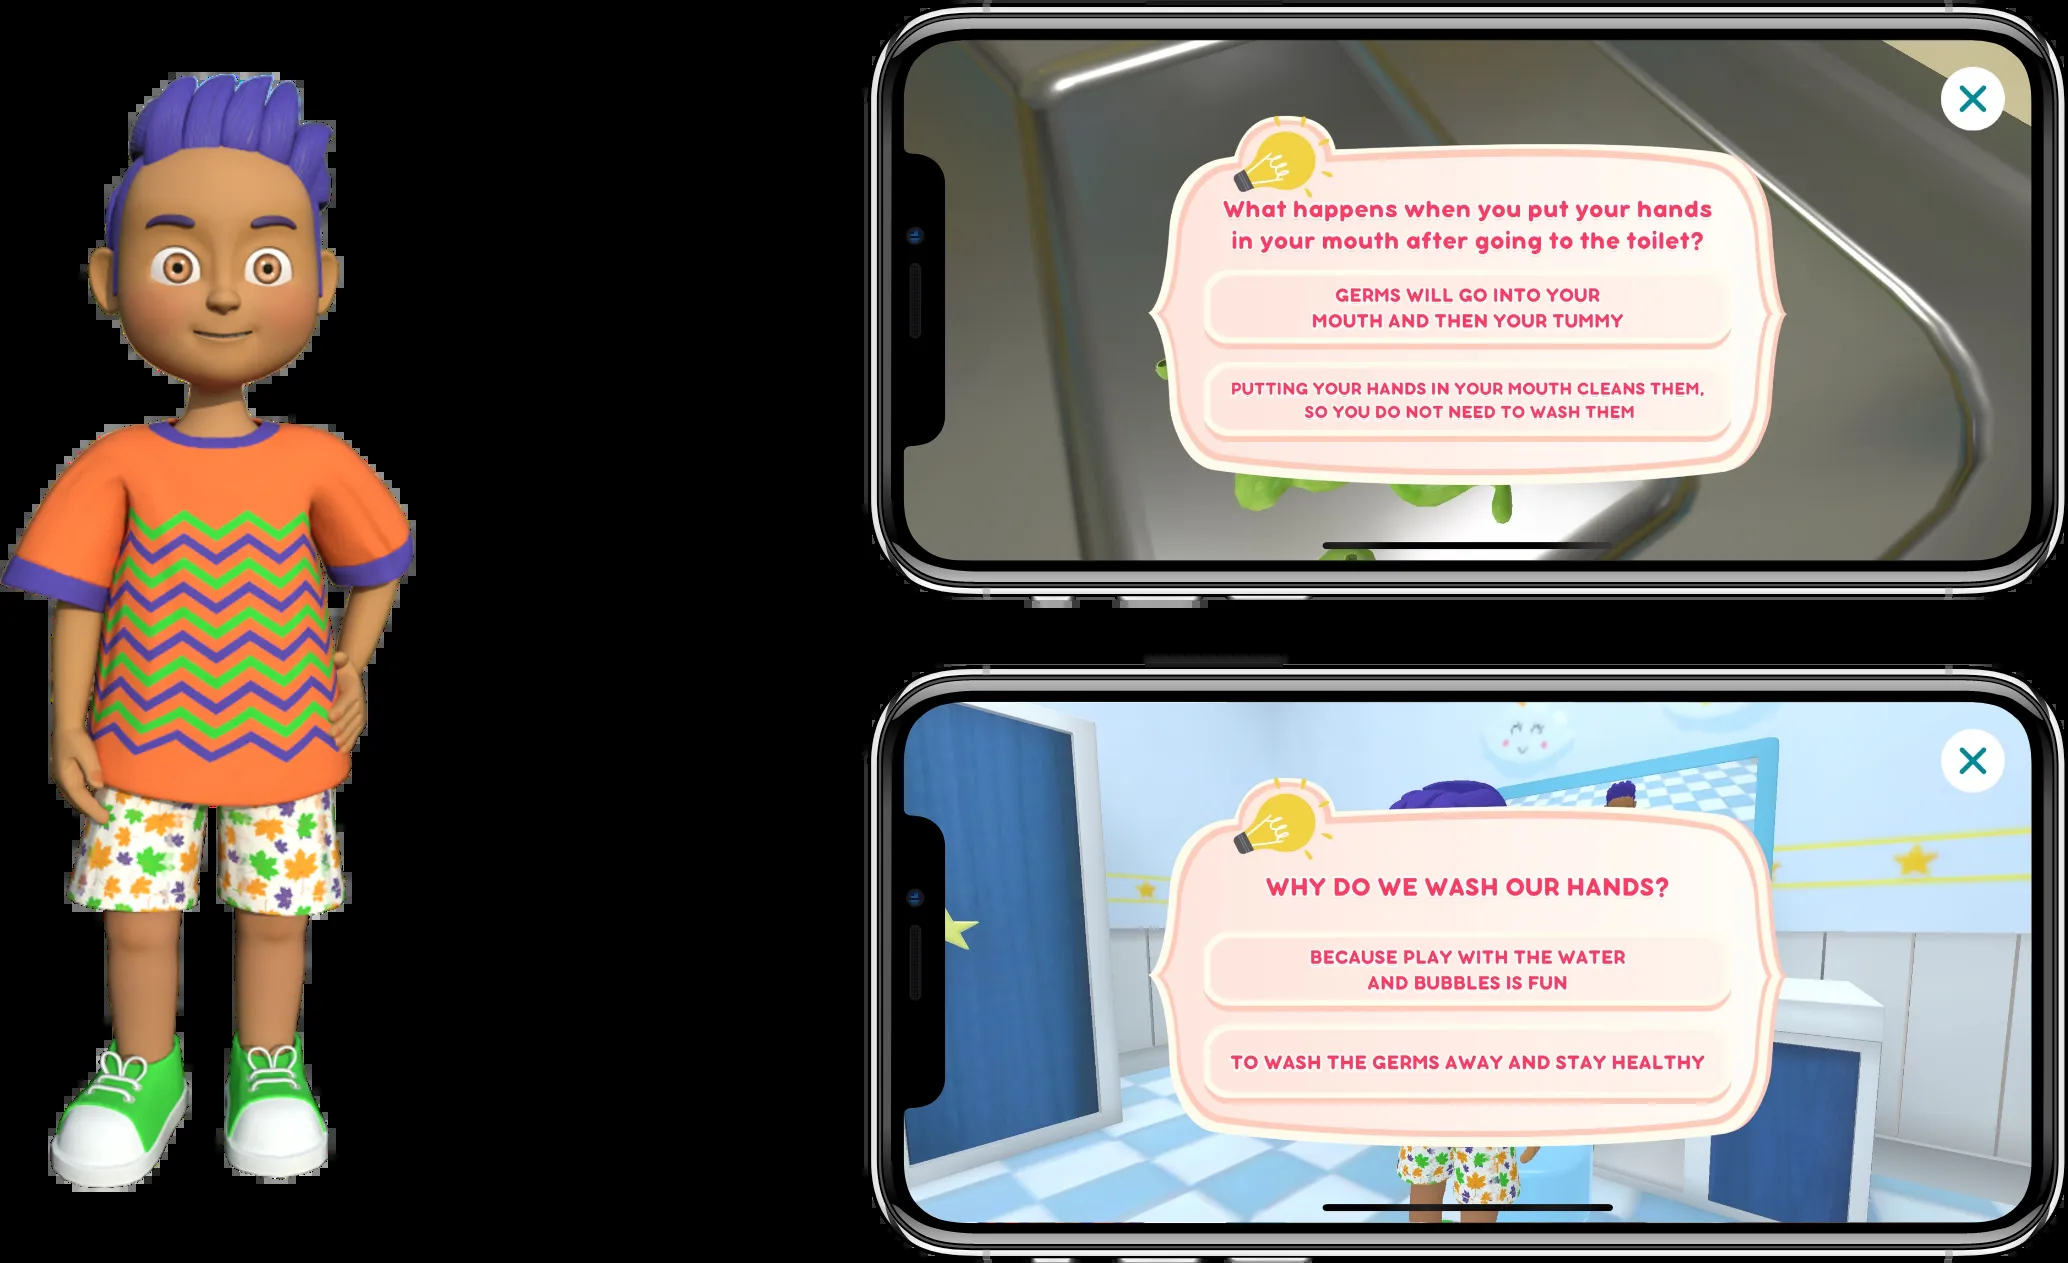 What happens when you put your hands
in your mouth after going to the toilet?
GERMS WILL GO INTO YOUR
MOUTH AND THEN YOUR TUMMY
PUTTING YOUR HANDS IN YOUR MOUTH CLEANS THEM,
SO YOU DO NOT NEED TO WASH THEM
WHY DO WE WASH OUR HANDS?
BECAUSE PLAY WITH THE WATER
AND BUBBLES IS FUN
TO WASH THE GERMS AWAY AND STAY HEALTHY